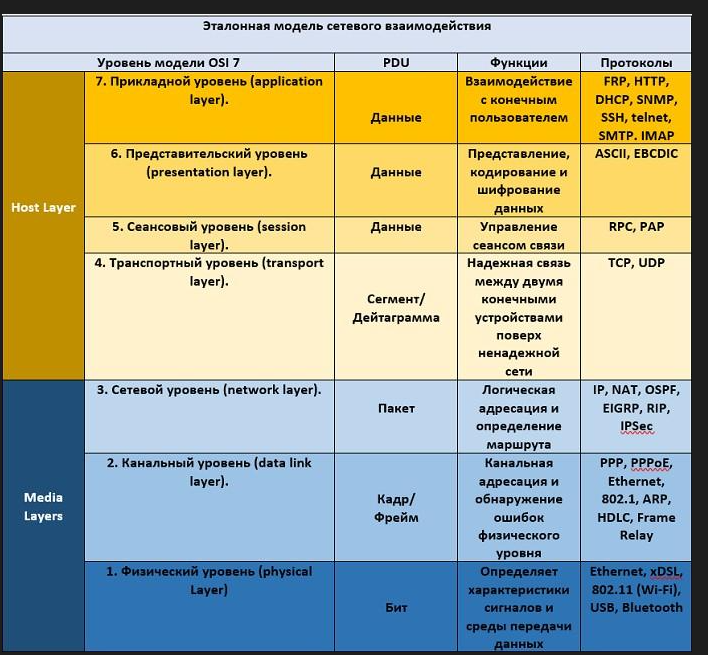 Эталонная модель сетевого взаимодействия
Уровень модели OSI 7
PDU
Функции
Протоколы
Host Layer
7. Прикладной уровень (application
layer).
Данные
Взаимодействие
с конечным
пользователем
FRP, HTTP,
DHCP, SNMP,
SSH, telnet,
SMTP. IMAP
6. Представительский уровень
(presentation layer).
Данные
Представление,
кодирование и
шифрование
данных
ASCII, EBCDIC
5. Сеансовый уровень (session
layer).
Данные
Управление
сеансом связи
RPC, PAP
4. Транспортный уровень (transport
layer).
Сегмент/
Дейтаграмма
Надежная связь
между двумя
конечными
устройствами
поверх
ненадежной
сети
TCP, UDP
Media
Layers
3. Сетевой уровень (network layer).
Пакет
Логическая
адресация и
определение
маршрута
IP, NAT, OSPF,
EIGRP, RIP,
IPSec
2. Канальный уровень (data link
layer).
Кадр/
Фрейм
Канальная
адресация и
обнаружение
ошибок
физического
уровня
PPP, PPPoE,
Ethernet,
802.1, ARP,
HDLC, Frame
Relay
1. Физический уровень (physical
Layer)
Бит
Определяет
характеристики
сигналов и
среды передачи
данных
Ethernet, xDSL,
802.11 (Wi-Fi),
USB, Bluetooth